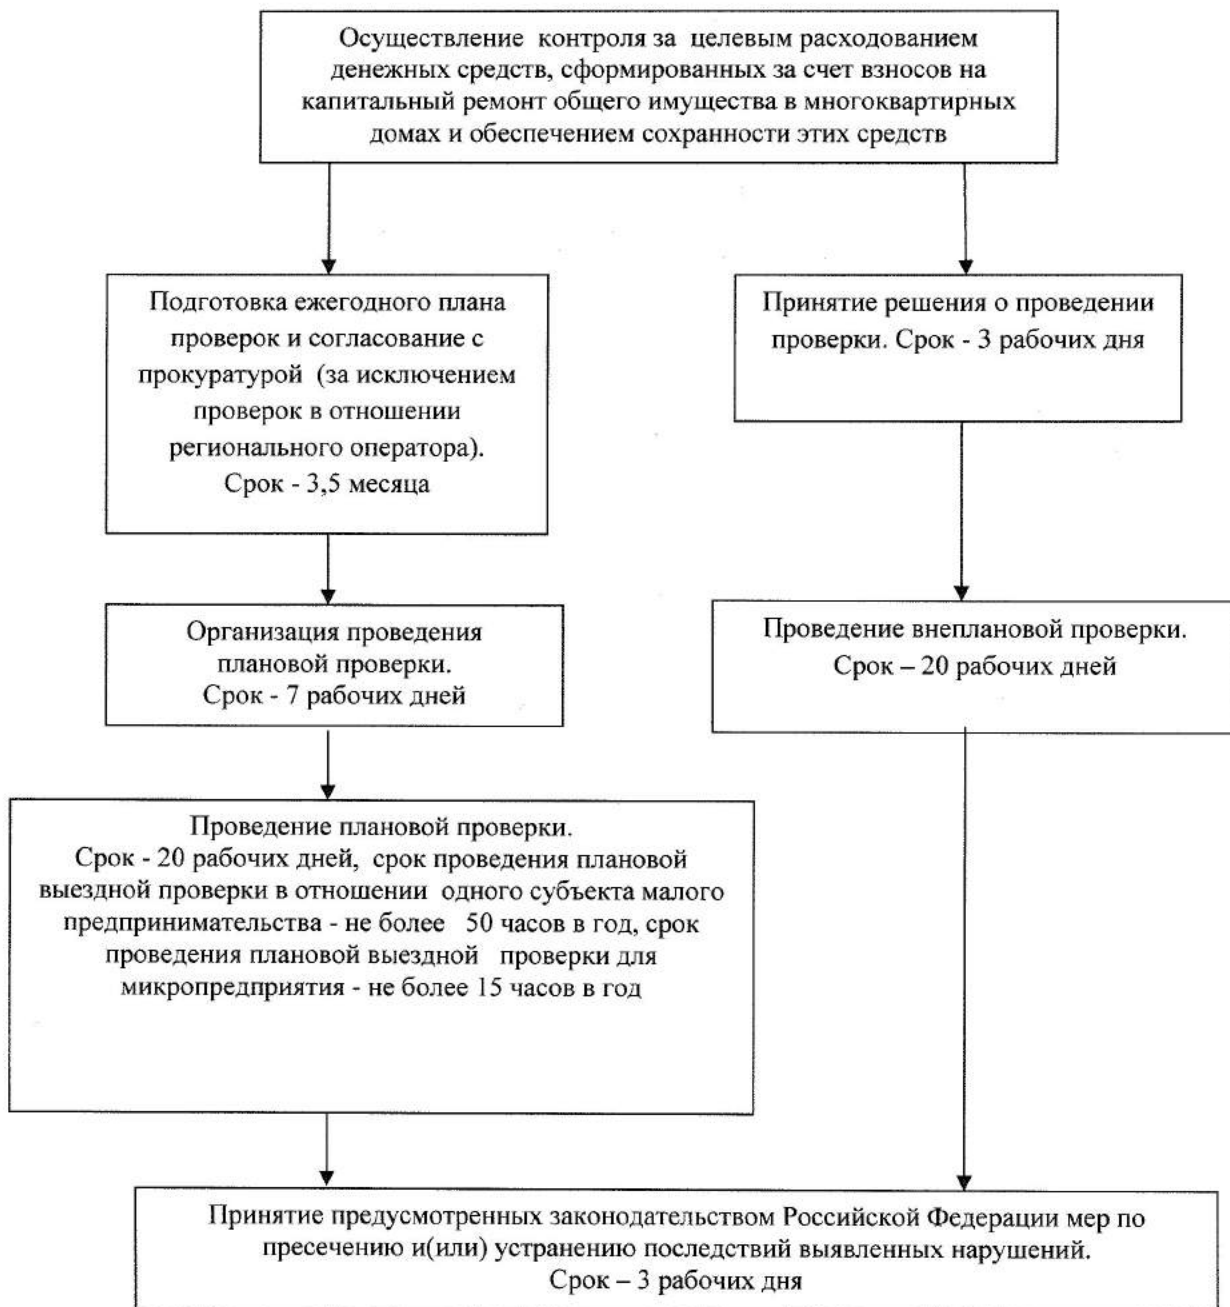 Осуществление контроля за целевым расходованием
денежных средств, сформированных за счет взносов на
капитальный ремонт общего имущества в многоквартирных
домах и обеспечением сохранности этих средств
Подготовка ежегодного плана
проверок и согласование с
прокуратурой (за исключением
проверок в отношении
регионального оператора).
Срок - 3,5 месяца
Принятие решения о проведении
проверки. Срок - 3 рабочих дня
Организация проведения
плановой проверки.
Срок - 7 рабочих дней
Проведение внеплановой проверки.
Срок – 20 рабочих дней
Проведение плановой проверки.
Срок - 20 рабочих дней, срок проведения плановой
выездной проверки в отношении одного субъекта малого
предпринимательства - не более 50 часов в год, срок
проведения плановой выездной проверки для
микропредприятия - не более 15 часов в год
Принятие предусмотренных законодательством Российской Федерации мер по
пресечению и(или) устранению последствий выявленных нарушений.
Срок – 3 рабочих дня